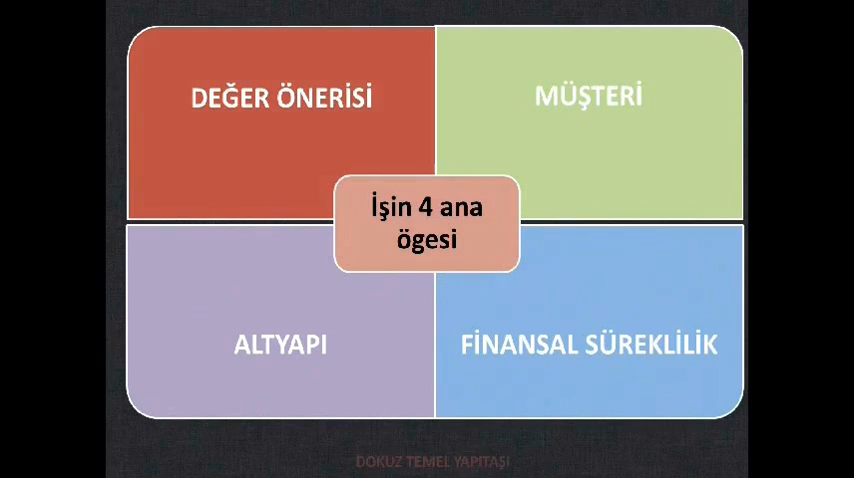 DEĞER ÖNERİSİ
MÜŞTERİ
İşin 4 ana
ögesi
ALTYAPI
FİNANSAL SÜREKLİLİK
DOKUZ TEMEL YAPITAŞI